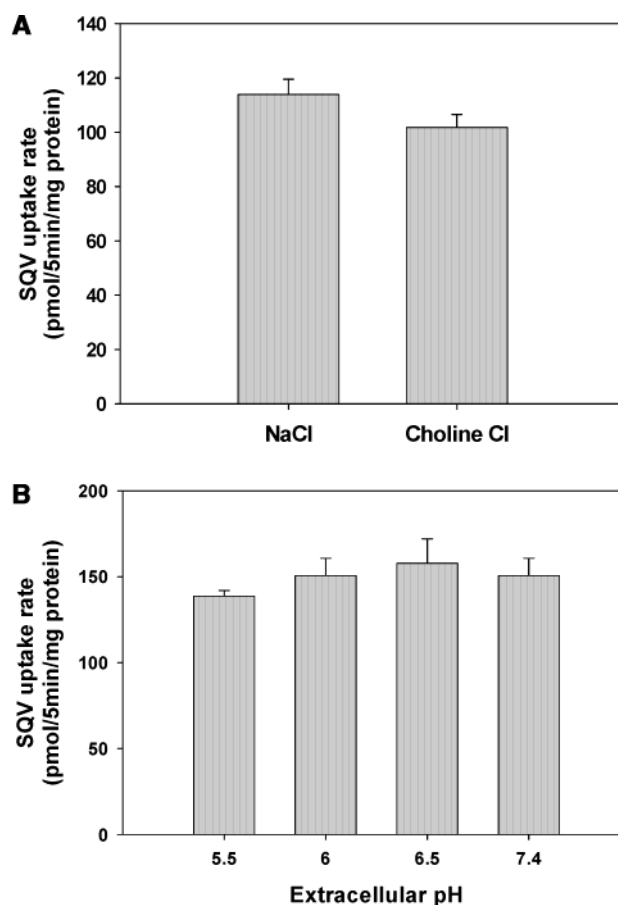 A
SQV uptake rate
(pmol/5min/mg protein)
140
120
100
80
60
40
20
0
NaCl
Choline Cl
B
SQV uptake rate
(pmol/5min/mg protein)
200
150
100
50
0
5.5
6
6.5
7.4
Extracellular pH